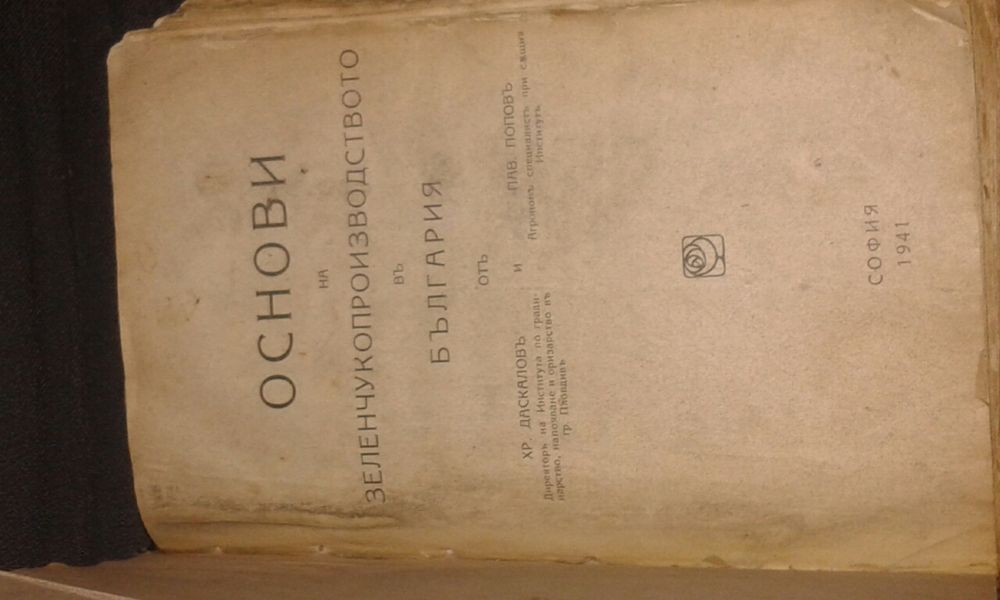 ОСНОВИ
НА
ЗЕЛЕНЧУКОПРОИЗВОДСТВОТО
ВЪ
БЪЛГАРИЯ
ОТЪ
ХР. ДАСКАЛОВЪ
Директоръ на Института по гради-
нарство, напояване и оризарство въ
гр. Пловдивъ
И
ПАВ. ПОПОВЪ
Агрономъ специалистъ при същия
Институтъ
СОФИЯ
1941